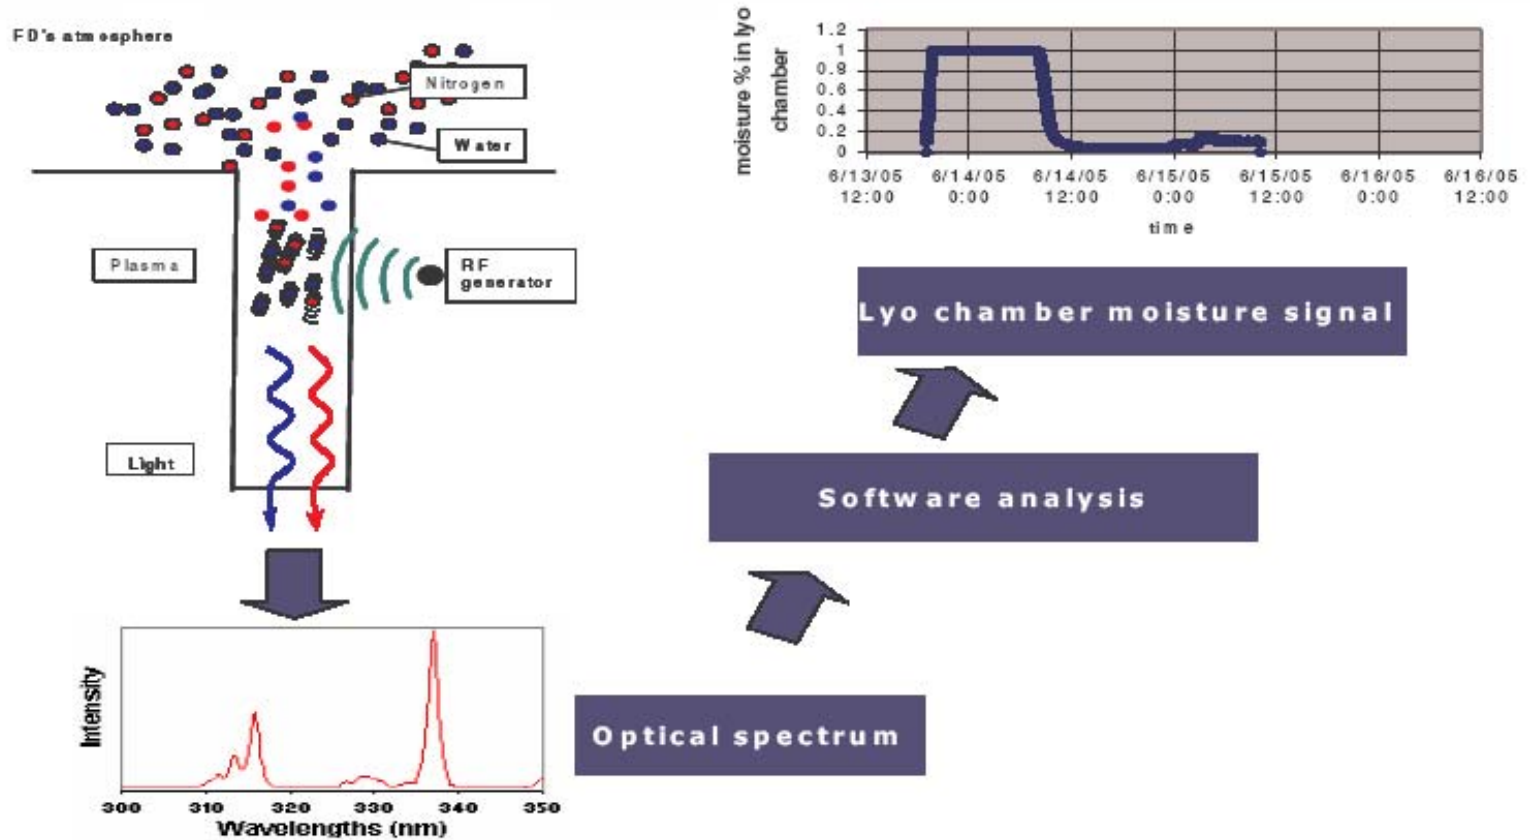 FD's atmosphere
Nitrogen
Water
Plasma
RF
generator
Light
Intensity
300 310 320 330 340 350
Wavelengths (nm)
moisture % in lyo
chamber
1.2
1
0.8
0.6
0.4
0.2
0
6/13/05 6/14/05 6/14/05 6/15/05 6/15/05 6/16/05 6/16/05
12:00 0:00 12:00 0:00 12:00 0:00 12:00
time
Lyo chamber moisture signal
Software analysis
Optical spectrum